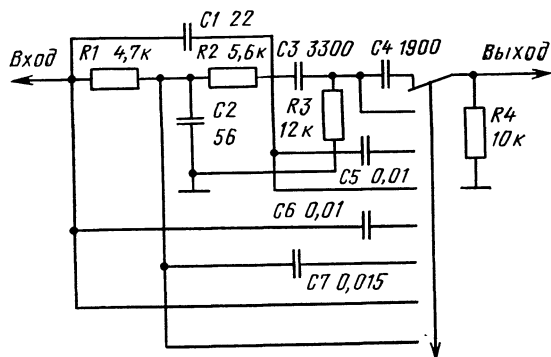 C1 22
Вход
R1 4,7к
R2 5,6к
C3 3300
C4 1900
Выход
C2
56
R3
12к
R4
10к
C5 0,01
C6 0,01
C7 0,015